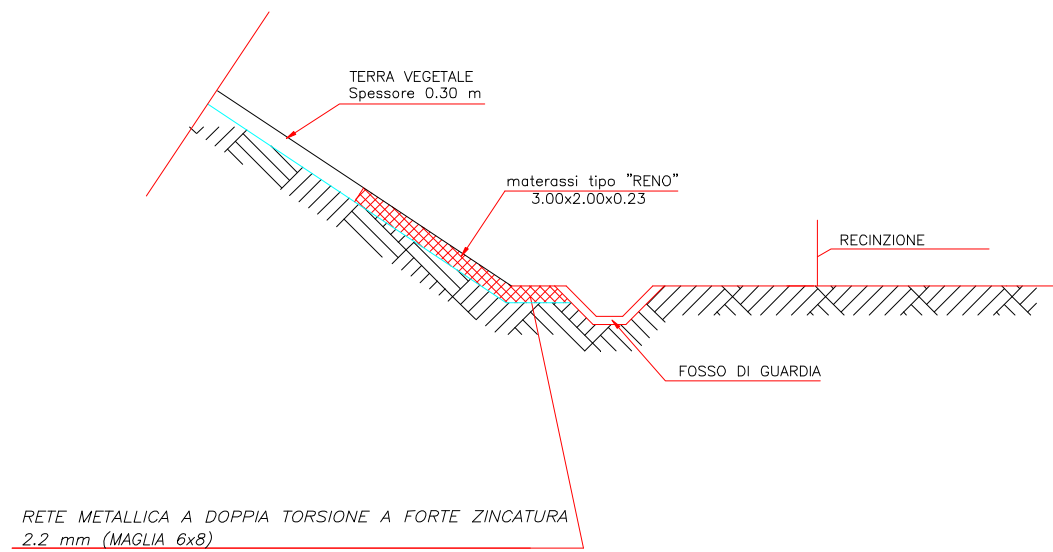 TERRA VEGETALE
Spessore 0.30 m
materassi tipo "RENO"
3.00x2.00x0.23
RECINZIONE
FOSSO DI GUARDIA
RETE METALLICA A DOPPIA TORSIONE A FORTE ZINCATURA
2.2 mm (MAGLIA 6x8)